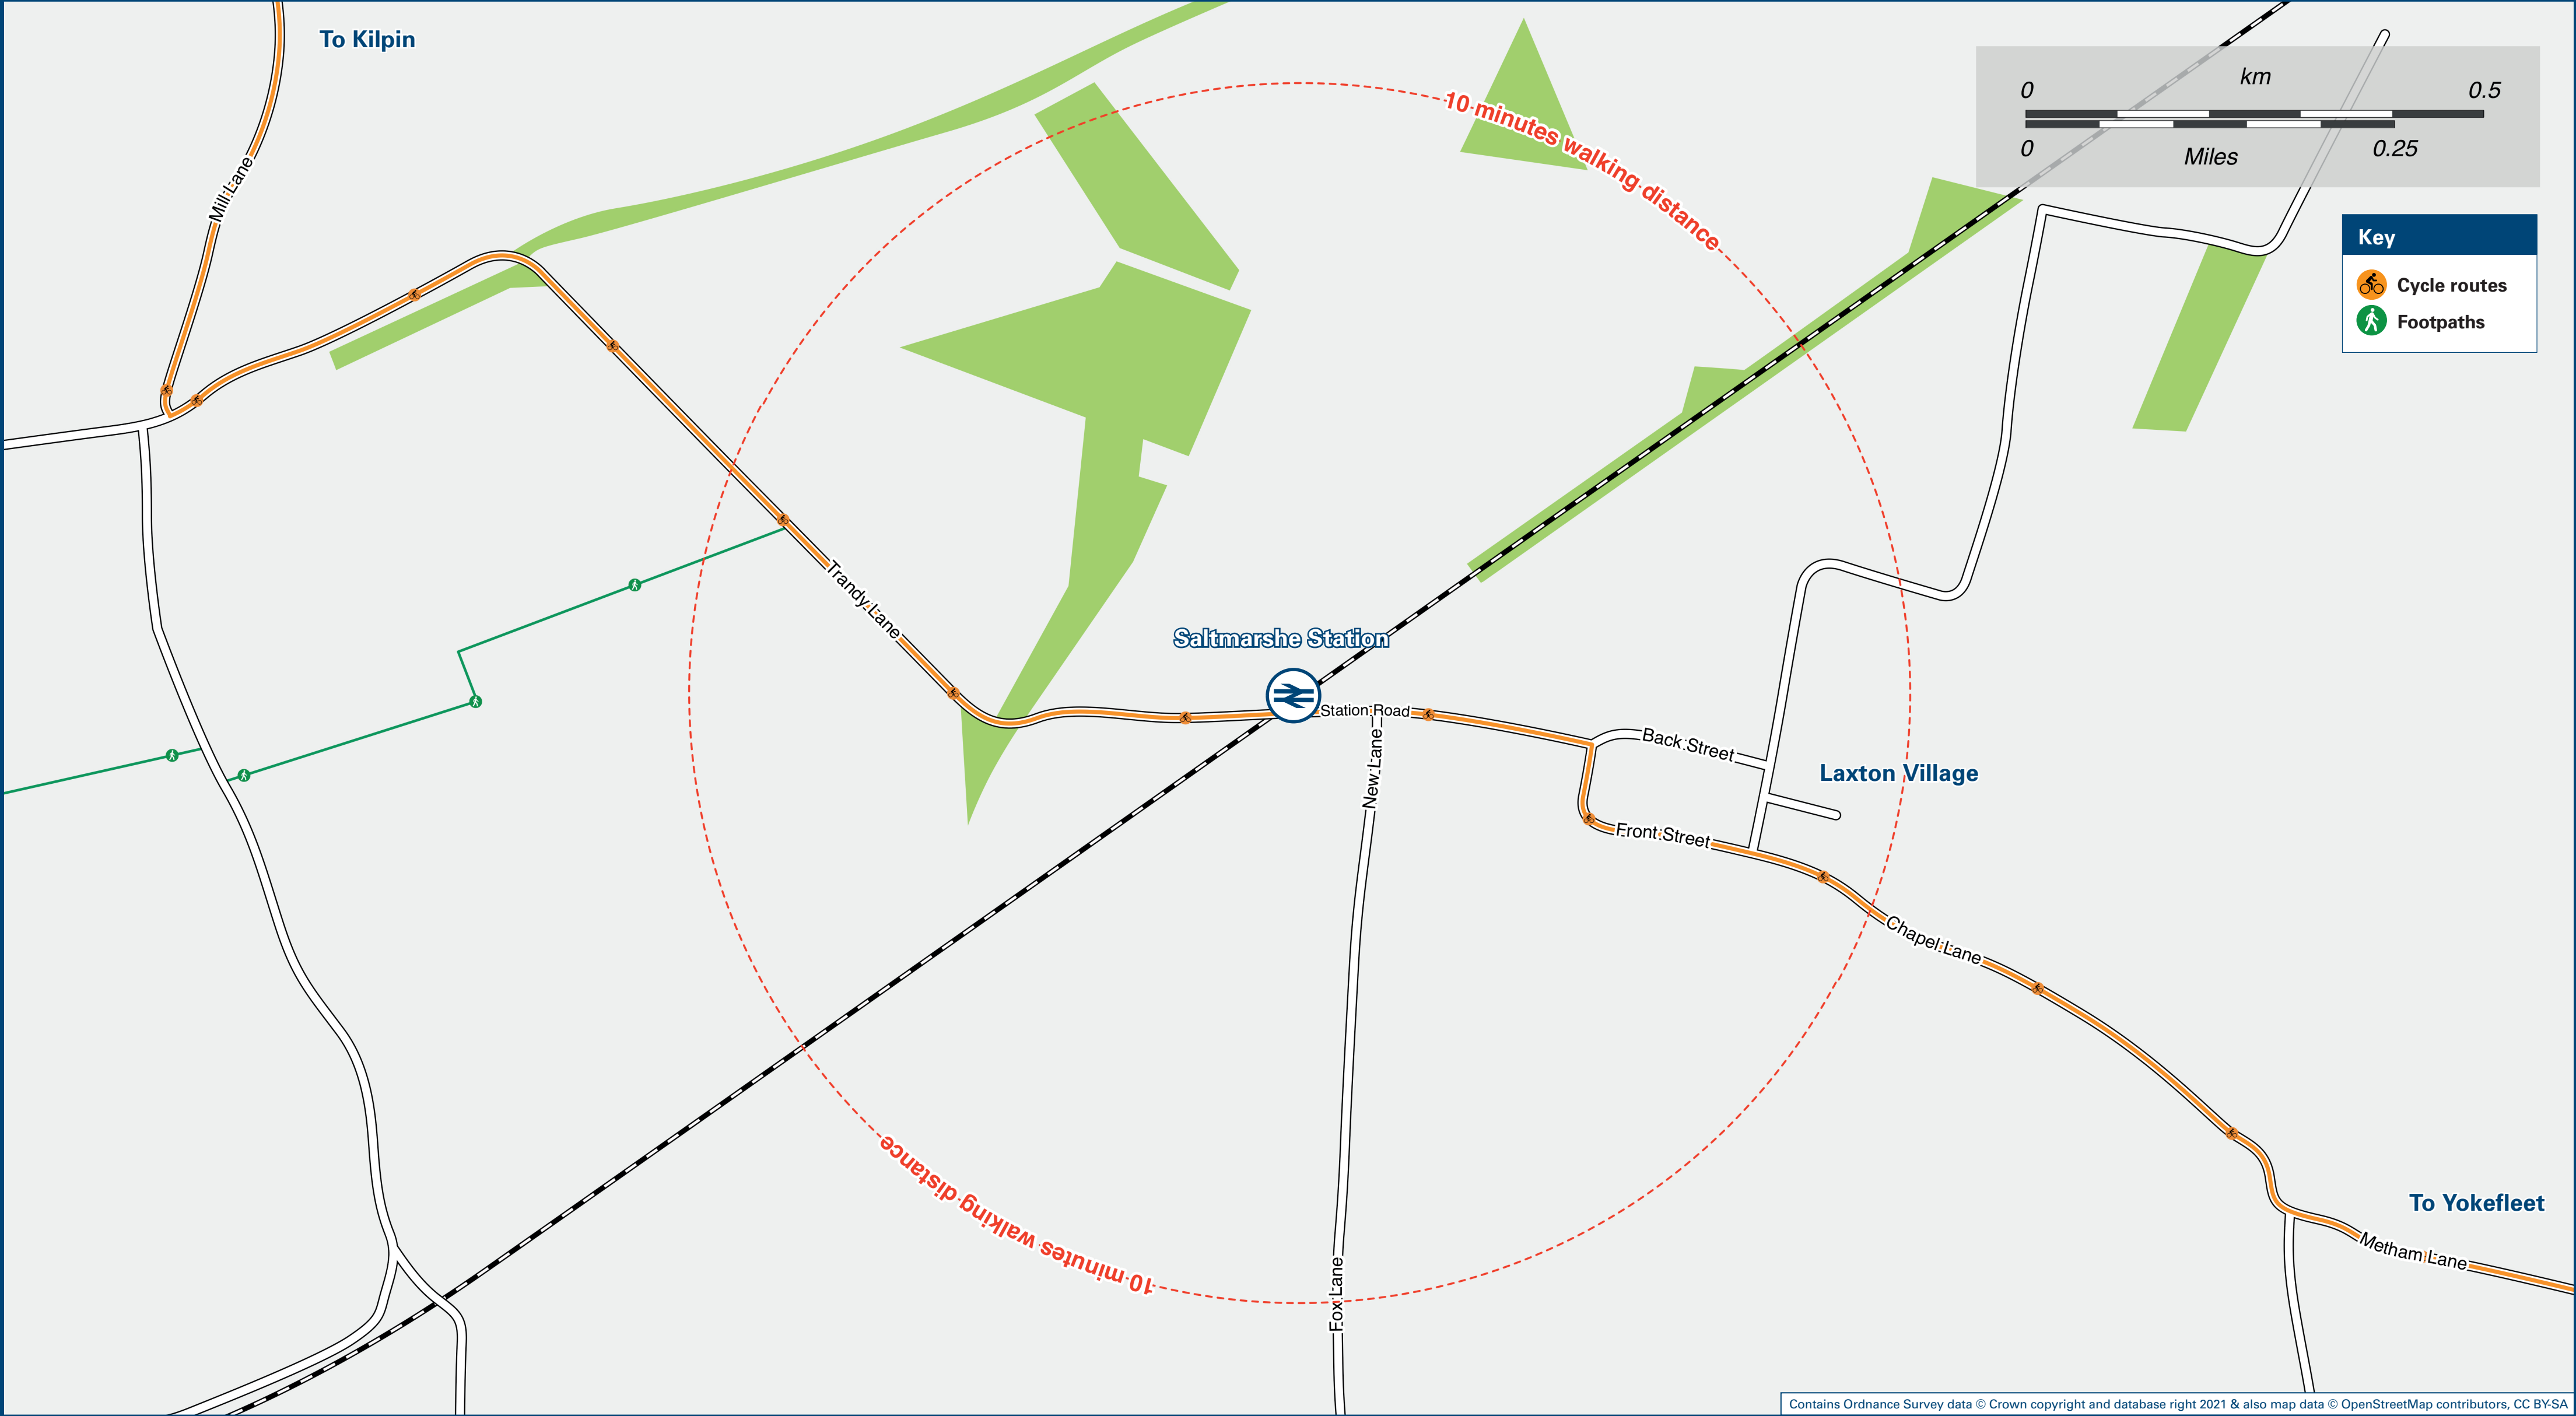 To Kilpin
10 minutes walking distance
km
0
0.5
0
Miles
0.25
Mill Lane
Key
Cycle routes
Footpaths
Trandy Lane
Saltmarshe Station
Station Road
New Lane
Back Street
Laxton Village
Front Street
Chapel Lane
10 minutes walking distance
To Yokefleet
Metham Lane
Fox Lane
Contains Ordnance Survey data © Crown copyright and database right 2021 & also map data © OpenStreetMap contributors, CC BY-SA